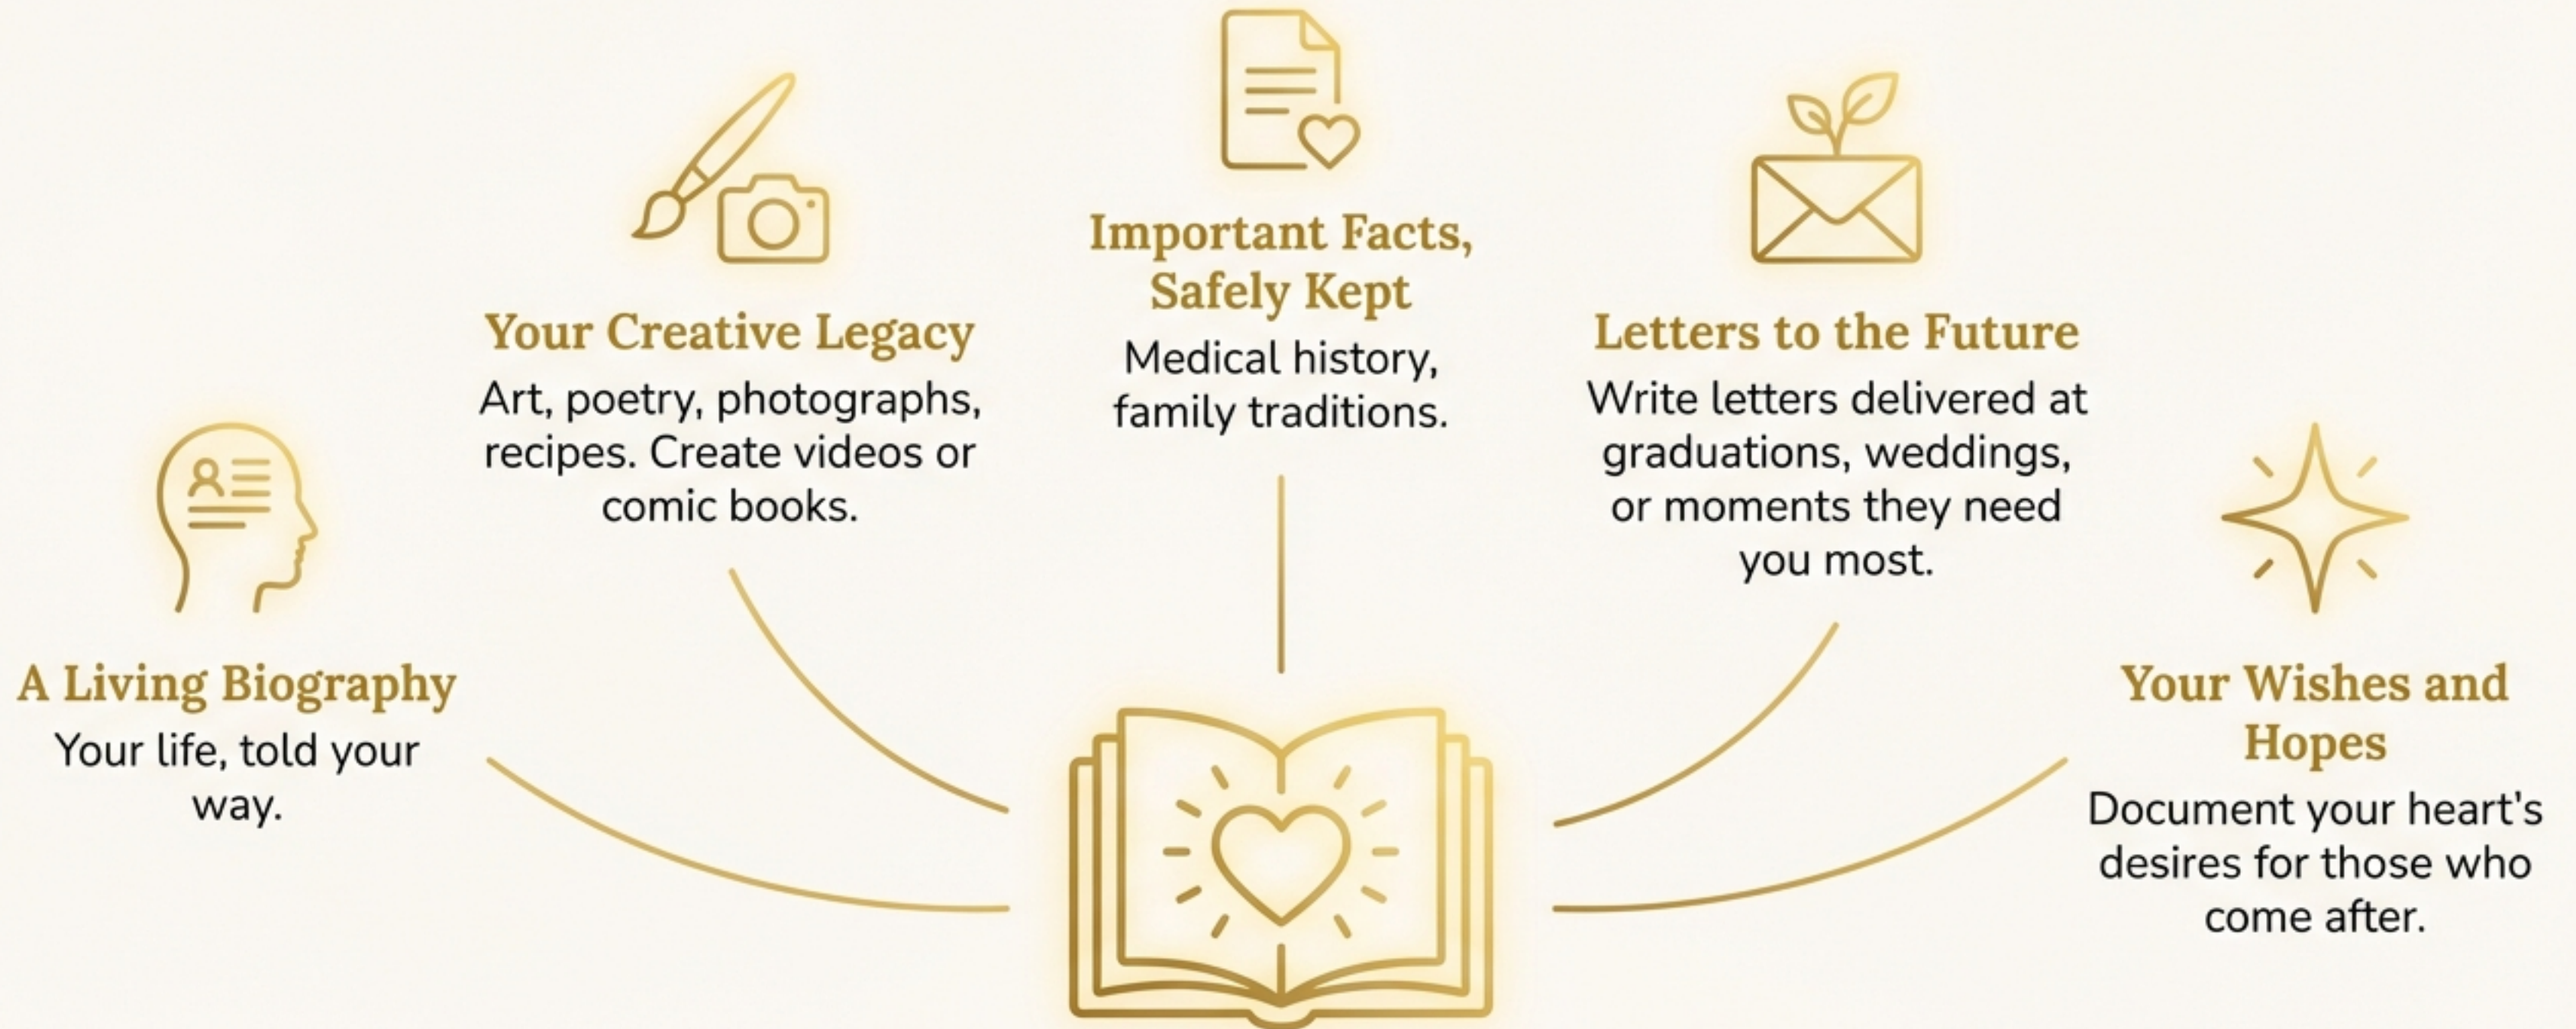 A Living Biography
Your life, told your
way.
Your Creative Legacy
Art, poetry, photographs,
recipes. Create videos or
comic books.
Important Facts,
Safely Kept
Medical history,
family traditions.
Letters to the Future
Write letters delivered at
graduations, weddings,
or moments they need
you most.
Your Wishes and
Hopes
Document your heart's
desires for those who
come after.